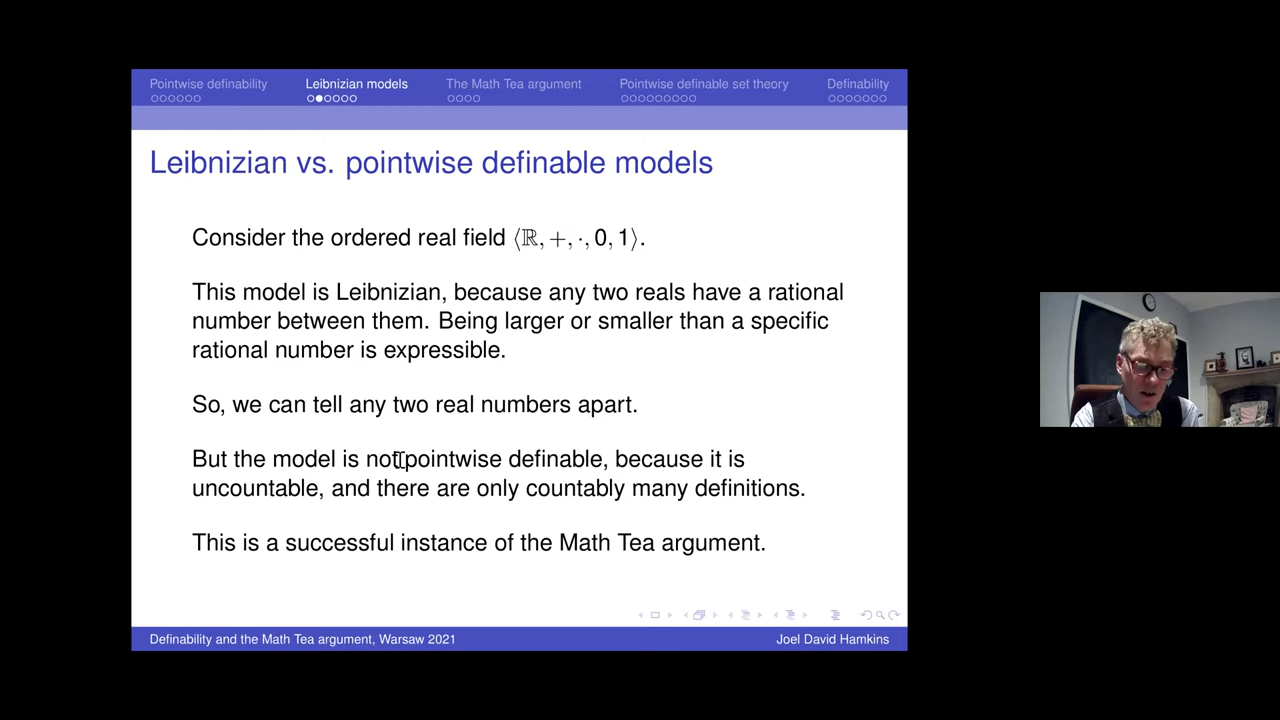 Pointwise definability Leibnizian models The Math Tea argument Pointwise definable set theory Definability
Leibnizian vs. pointwise definable models
Consider the ordered real field ⟨ℝ, +, ·, 0, 1⟩.
This model is Leibnizian, because any two reals have a rational
number between them. Being larger or smaller than a specific
rational number is expressible.
So, we can tell any two real numbers apart.
But the model is not pointwise definable, because it is
uncountable, and there are only countably many definitions.
This is a successful instance of the Math Tea argument.
Definability and the Math Tea argument, Warsaw 2021 Joel David Hamkins